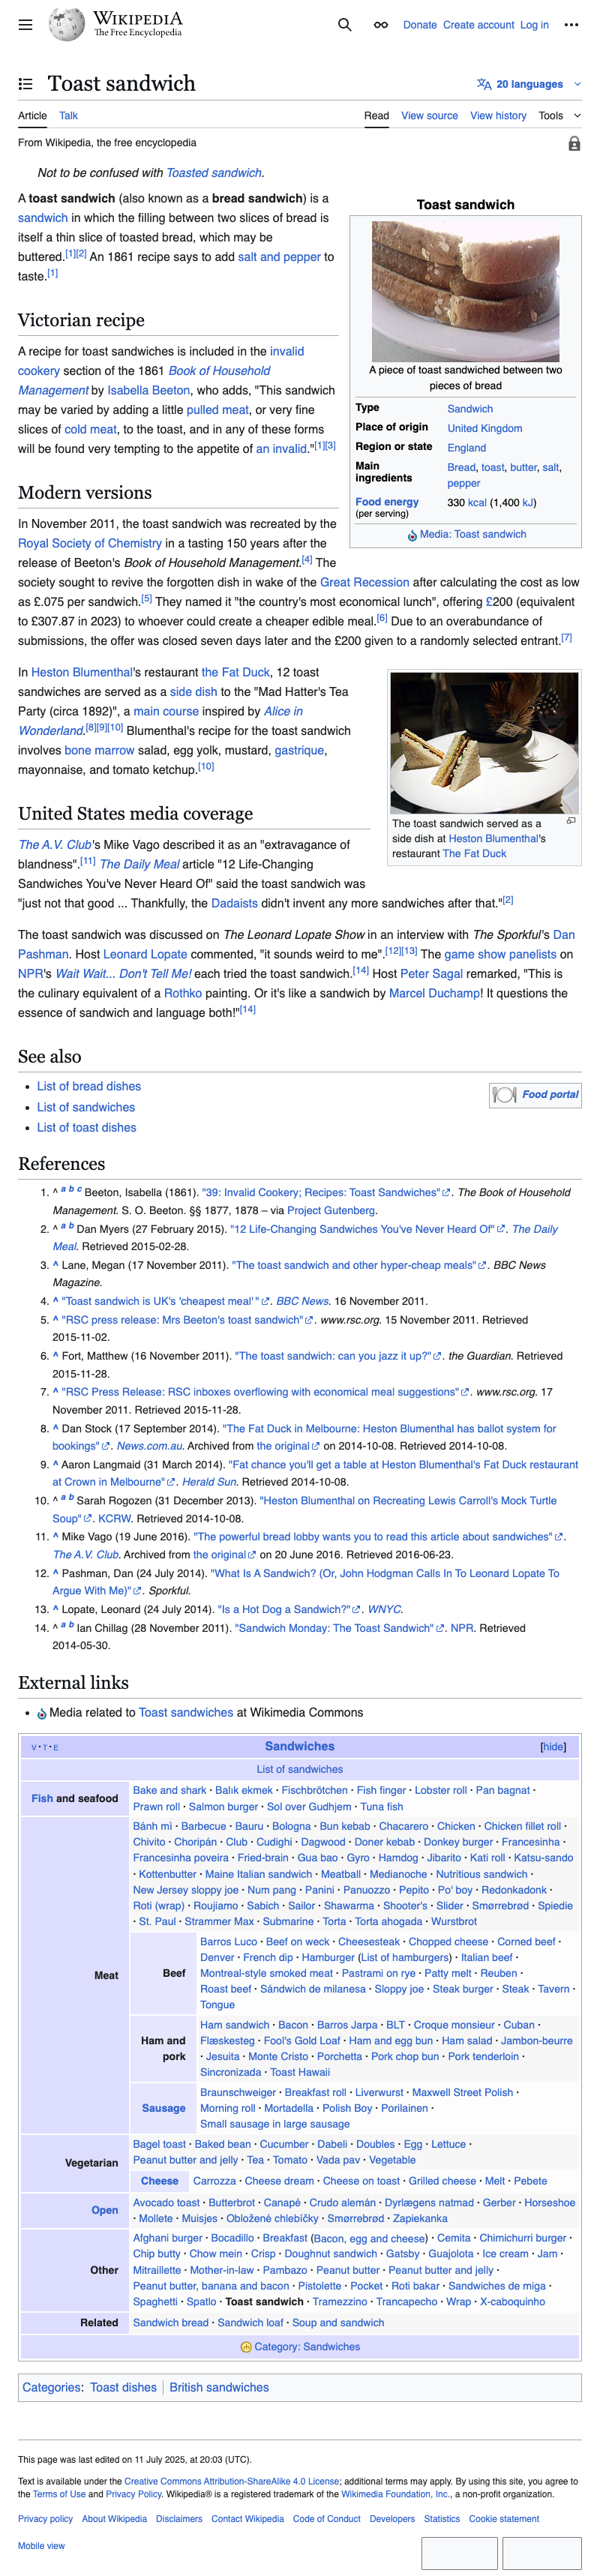 WIKIPEDIA
The Free Encyclopedia
Donate Create account Log in
Toast sandwich
20 languages
Article Talk
Read View source View history Tools
From Wikipedia, the free encyclopedia
Not to be confused with Toasted sandwich.
A toast sandwich (also known as a bread sandwich) is a
sandwich in which the filling between two slices of bread is
itself a thin slice of toasted bread, which may be
buttered.[1][2] An 1861 recipe says to add salt and pepper to
taste.[1]
Toast sandwich
A piece of toast sandwiched between two
pieces of bread
Type Sandwich
Place of origin United Kingdom
Region or state England
Main
ingredients
Bread, toast, butter, salt,
pepper
Food energy
(per serving)
330 kcal (1,400 kJ)
Media: Toast sandwich
Victorian recipe
A recipe for toast sandwiches is included in the invalid
cookery section of the 1861 Book of Household
Management by Isabella Beeton, who adds, "This sandwich
may be varied by adding a little pulled meat, or very fine
slices of cold meat, to the toast, and in any of these forms
will be found very tempting to the appetite of an invalid."[1][3]
Modern versions
In November 2011, the toast sandwich was recreated by the
Royal Society of Chemistry in a tasting 150 years after the
release of Beeton's Book of Household Management.[4] The
society sought to revive the forgotten dish in wake of the Great Recession after calculating the cost as low
as £.075 per sandwich.[5] They named it "the country's most economical lunch", offering £200 (equivalent
to £307.87 in 2023) to whoever could create a cheaper edible meal.[6] Due to an overabundance of
submissions, the offer was closed seven days later and the £200 given to a randomly selected entrant.[7]
In Heston Blumenthal's restaurant the Fat Duck, 12 toast
sandwiches are served as a side dish to the "Mad Hatter's Tea
Party (circa 1892)", a main course inspired by Alice in
Wonderland.[8][9][10] Blumenthal's recipe for the toast sandwich
involves bone marrow salad, egg yolk, mustard, gastrique,
mayonnaise, and tomato ketchup.[10]
The toast sandwich served as a
side dish at Heston Blumenthal's
restaurant The Fat Duck
United States media coverage
The A.V. Club's Mike Vago described it as an "extravagance of
blandness".[11] The Daily Meal article "12 Life-Changing
Sandwiches You've Never Heard Of" said the toast sandwich was
"just not that good ... Thankfully, the Dadaists didn't invent any more sandwiches after that."[2]
The toast sandwich was discussed on The Leonard Lopate Show in an interview with The Sporkful's Dan
Pashman. Host Leonard Lopate commented, "it sounds weird to me".[12][13] The game show panelists on
NPR's Wait Wait... Don't Tell Me! each tried the toast sandwich.[14] Host Peter Sagal remarked, "This is
the culinary equivalent of a Rothko painting. Or it's like a sandwich by Marcel Duchamp! It questions the
essence of sandwich and language both!"[14]
See also
• List of bread dishes
• List of sandwiches
• List of toast dishes
Food portal
References
1. ^ a b c Beeton, Isabella (1861). "39: Invalid Cookery; Recipes: Toast Sandwiches". The Book of Household
Management. S. O. Beeton. §§ 1877, 1878 – via Project Gutenberg.
2. ^ a b Dan Myers (27 February 2015). "12 Life-Changing Sandwiches You've Never Heard Of". The Daily
Meal. Retrieved 2015-02-28.
3. ^ Lane, Megan (17 November 2011). "The toast sandwich and other hyper-cheap meals". BBC News
Magazine.
4. ^ "Toast sandwich is UK's 'cheapest meal'". BBC News. 16 November 2011.
5. ^ "RSC press release: Mrs Beeton's toast sandwich". www.rsc.org. 15 November 2011. Retrieved
2015-11-02.
6. ^ Fort, Matthew (16 November 2011). "The toast sandwich: can you jazz it up?". the Guardian. Retrieved
2015-11-28.
7. ^ "RSC Press Release: RSC inboxes overflowing with economical meal suggestions". www.rsc.org. 17
November 2011. Retrieved 2015-11-28.
8. ^ Dan Stock (17 September 2014). "The Fat Duck in Melbourne: Heston Blumenthal has ballot system for
bookings". News.com.au. Archived from the original on 2014-10-08. Retrieved 2014-10-08.
9. ^ Aaron Langmaid (31 March 2014). "Fat chance you'll get a table at Heston Blumenthal's Fat Duck restaurant
at Crown in Melbourne". Herald Sun. Retrieved 2014-10-08.
10. ^ a b Sarah Rogozen (31 December 2013). "Heston Blumenthal on Recreating Lewis Carroll's Mock Turtle
Soup". KCRW. Retrieved 2014-10-08.
11. ^ Mike Vago (19 June 2016). "The powerful bread lobby wants you to read this article about sandwiches".
The A.V. Club. Archived from the original on 20 June 2016. Retrieved 2016-06-23.
12. ^ Pashman, Dan (24 July 2014). "What Is A Sandwich? (Or, John Hodgman Calls In To Leonard Lopate To
Argue With Me)". Sporkful.
13. ^ Lopate, Leonard (24 July 2014). "Is a Hot Dog a Sandwich?". WNYC.
14. ^ a b Ian Chillag (28 November 2011). "Sandwich Monday: The Toast Sandwich". NPR. Retrieved
2014-05-30.
External links
• Media related to Toast sandwiches at Wikimedia Commons
V · T · E Sandwiches [hide]
List of sandwiches
Fish and seafood
Bake and shark · Balık ekmek · Fischbrötchen · Fish finger · Lobster roll · Pan bagnat ·
Prawn roll · Salmon burger · Sol over Gudhjem · Tuna fish
Meat
Bánh mì · Barbecue · Bauru · Bologna · Bun kebab · Chacarero · Chicken · Chicken fillet roll ·
Chivito · Choripán · Club · Cudighi · Dagwood · Doner kebab · Donkey burger · Francesinha ·
Francesinha poveira · Fried-brain · Gua bao · Gyro · Hamdog · Jibarito · Kati roll · Katsu-sando
· Kottenbutter · Maine Italian sandwich · Meatball · Medianoche · Nutritious sandwich ·
New Jersey sloppy joe · Num pang · Panini · Panuozzo · Pepito · Po' boy · Redonkadonk ·
Roti (wrap) · Roujiamo · Sabich · Sailor · Shawarma · Shooter's · Slider · Smørrebrød · Spiedie
· St. Paul · Strammer Max · Submarine · Torta · Torta ahogada · Wurstbrot
Beef
Barros Luco · Beef on weck · Cheesesteak · Chopped cheese · Corned beef ·
Denver · French dip · Hamburger (List of hamburgers) · Italian beef ·
Montreal-style smoked meat · Pastrami on rye · Patty melt · Reuben ·
Roast beef · Sándwich de milanesa · Sloppy joe · Steak burger · Steak · Tavern ·
Tongue
Ham and
pork
Ham sandwich · Bacon · Barros Jarpa · BLT · Croque monsieur · Cuban ·
Flæskesteg · Fool's Gold Loaf · Ham and egg bun · Ham salad · Jambon-beurre
· Jesuita · Monte Cristo · Porchetta · Pork chop bun · Pork tenderloin ·
Sincronizada · Toast Hawaii
Sausage
Braunschweiger · Breakfast roll · Liverwurst · Maxwell Street Polish ·
Morning roll · Mortadella · Polish Boy · Porilainen ·
Small sausage in large sausage
Vegetarian
Bagel toast · Baked bean · Cucumber · Dabeli · Doubles · Egg · Lettuce ·
Peanut butter and jelly · Tea · Tomato · Vada pav · Vegetable
Cheese
Carrozza · Cheese dream · Cheese on toast · Grilled cheese · Melt · Pebete
Open
Avocado toast · Butterbrot · Canapé · Crudo alemán · Dyrlægens natmad · Gerber · Horseshoe
· Mollete · Muisjes · Obložené chlebíčky · Smørrebrød · Zapiekanka
Other
Afghani burger · Bocadillo · Breakfast (Bacon, egg and cheese) · Cemita · Chimichurri burger ·
Chip butty · Chow mein · Crisp · Doughnut sandwich · Gatsby · Guajolota · Ice cream · Jam ·
Mitraillette · Mother-in-law · Pambazo · Peanut butter · Peanut butter and jelly ·
Peanut butter, banana and bacon · Pistolette · Pocket · Roti bakar · Sandwiches de miga ·
Spaghetti · Spatlo · Toast sandwich · Tramezzino · Trancapecho · Wrap · X-caboquinho
Related
Sandwich bread · Sandwich loaf · Soup and sandwich
Category: Sandwiches
Categories: Toast dishes | British sandwiches
This page was last edited on 11 July 2025, at 20:03 (UTC).
Text is available under the Creative Commons Attribution-ShareAlike 4.0 License; additional terms may apply. By using this site, you agree to
the Terms of Use and Privacy Policy. Wikipedia® is a registered trademark of the Wikimedia Foundation, Inc., a non-profit organization.
Privacy policy About Wikipedia Disclaimers Contact Wikipedia Code of Conduct Developers Statistics Cookie statement
Mobile view